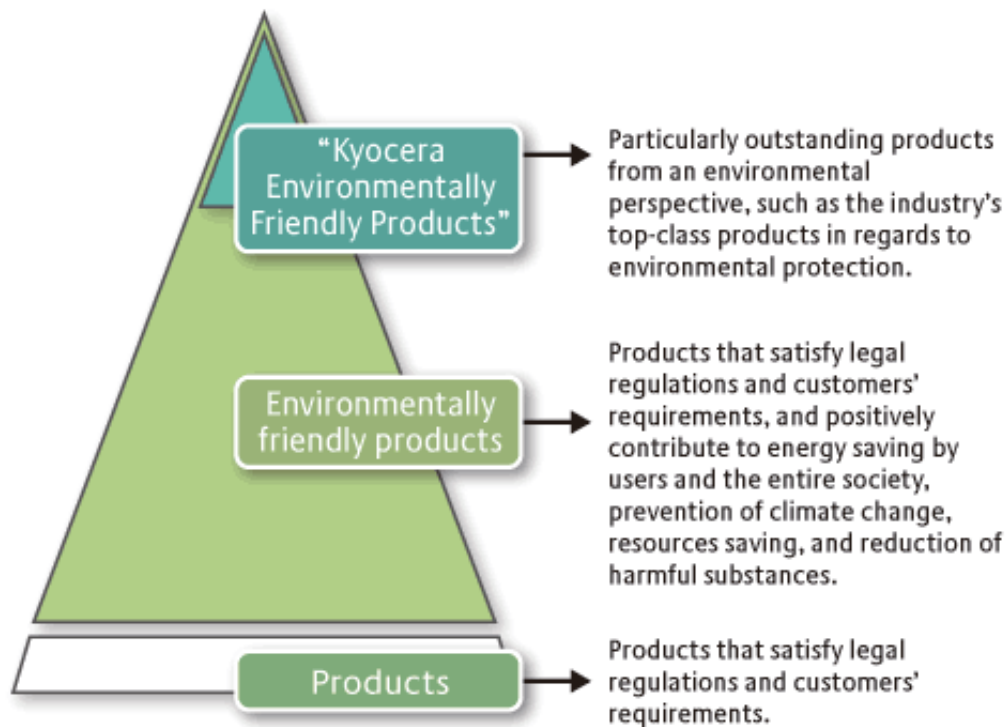 “Kyocera
Environmentally
Friendly Products”
Particularly outstanding products
from an environmental
perspective, such as the industry’s
top-class products in regards to
environmental protection.
Environmentally
friendly products
Products that satisfy legal
regulations and customers’
requirements, and positively
contribute to energy saving by
users and the entire society,
prevention of climate change,
resources saving, and reduction of
harmful substances.
Products
Products that satisfy legal
regulations and customers’
requirements.